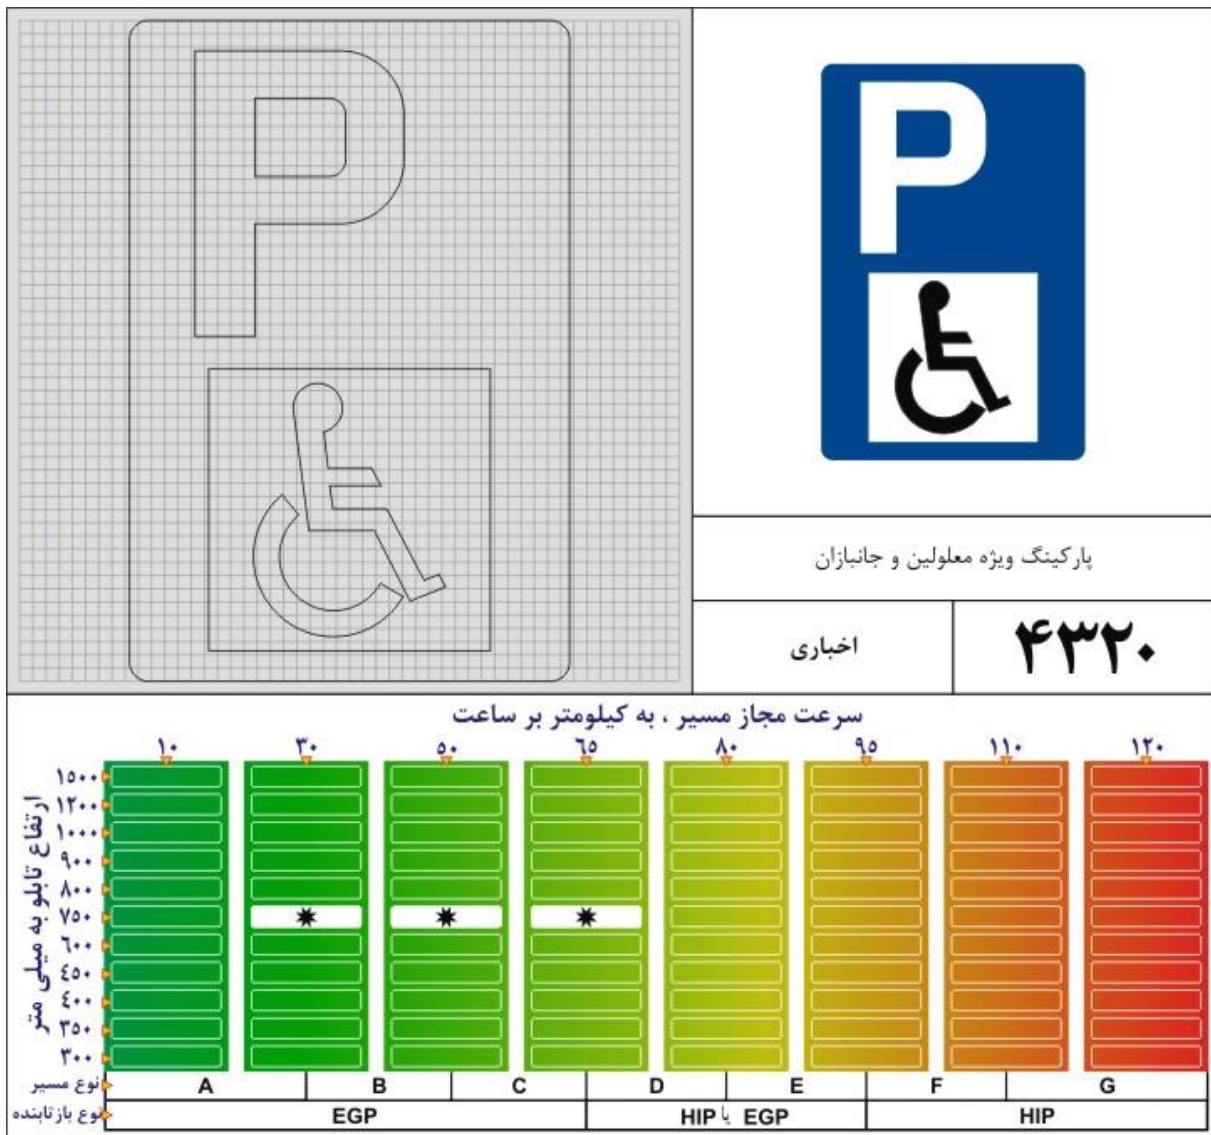 P
P
پارکینگ ویژه معلولین و جانبازان
اخباری
۴۳۲۰
سرعت مجاز مسیر ، به کیلومتر بر ساعت
۱۰ ۳۰ ۵۰ ۶۵ ۸۰ ۹۵ ۱۱۰ ۱۲۰
ارتفاع تابلو به میلی متر
۱۵۰۰
۱۲۰۰
۱۰۰۰
۹۰۰
۸۰۰
۷۵۰
۶۰۰
٤۵۰
٤۰۰
۳۵۰
۳۰۰
نوع مسیر A B C D E F G
نوع بازتابنده EGP HIP یا EGP HIP